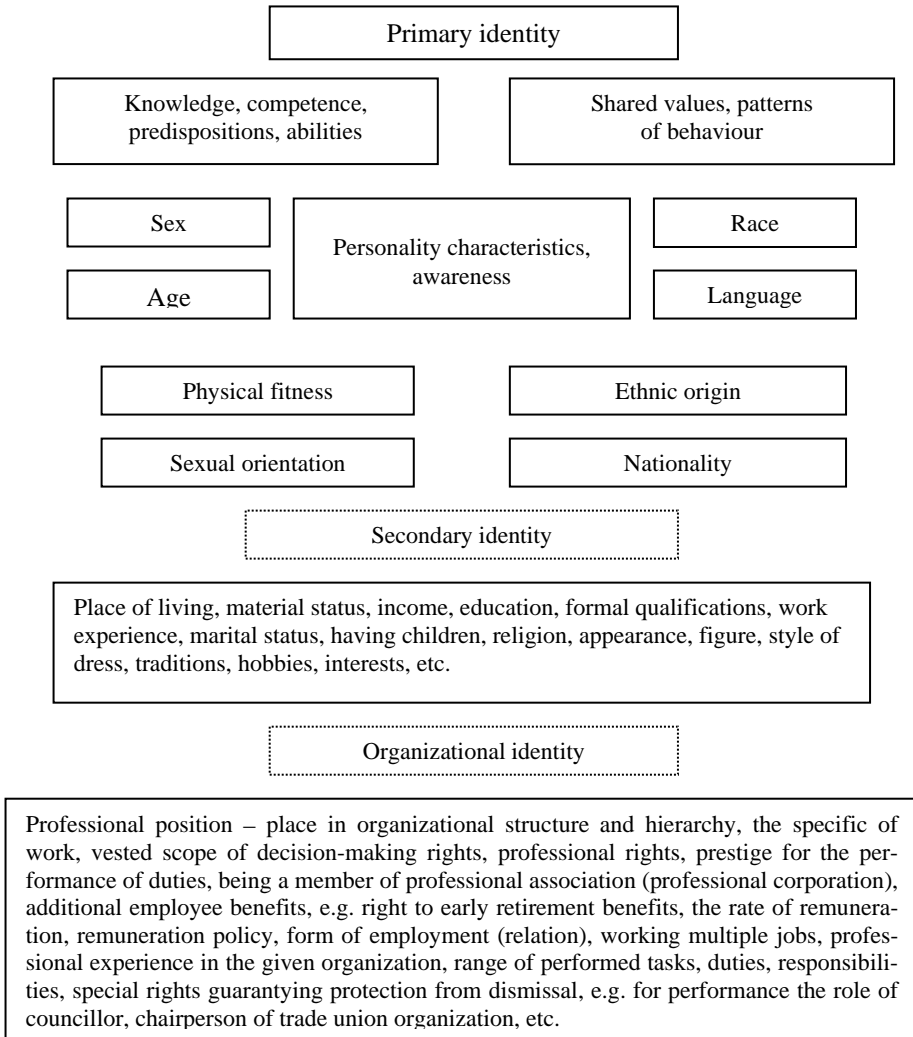 Primary identity
Knowledge, competence,
predispositions, abilities
Shared values, patterns
of behaviour
Sex
Personality characteristics,
awareness
Race
Age
Language
Physical fitness
Ethnic origin
Sexual orientation
Nationality
Secondary identity
Place of living, material status, income, education, formal qualifications, work
experience, marital status, having children, religion, appearance, figure, style of
dress, traditions, hobbies, interests, etc.
Organizational identity
Professional position – place in organizational structure and hierarchy, the specific of
work, vested scope of decision-making rights, professional rights, prestige for the per-
formance of duties, being a member of professional association (professional corporation),
additional employee benefits, e.g. right to early retirement benefits, the rate of remunera-
tion, remuneration policy, form of employment (relation), working multiple jobs, profes-
sional experience in the given organization, range of performed tasks, duties, responsibili-
ties, special rights guarantying protection from dismissal, e.g. for performance the role of
councillor, chairperson of trade union organization, etc.